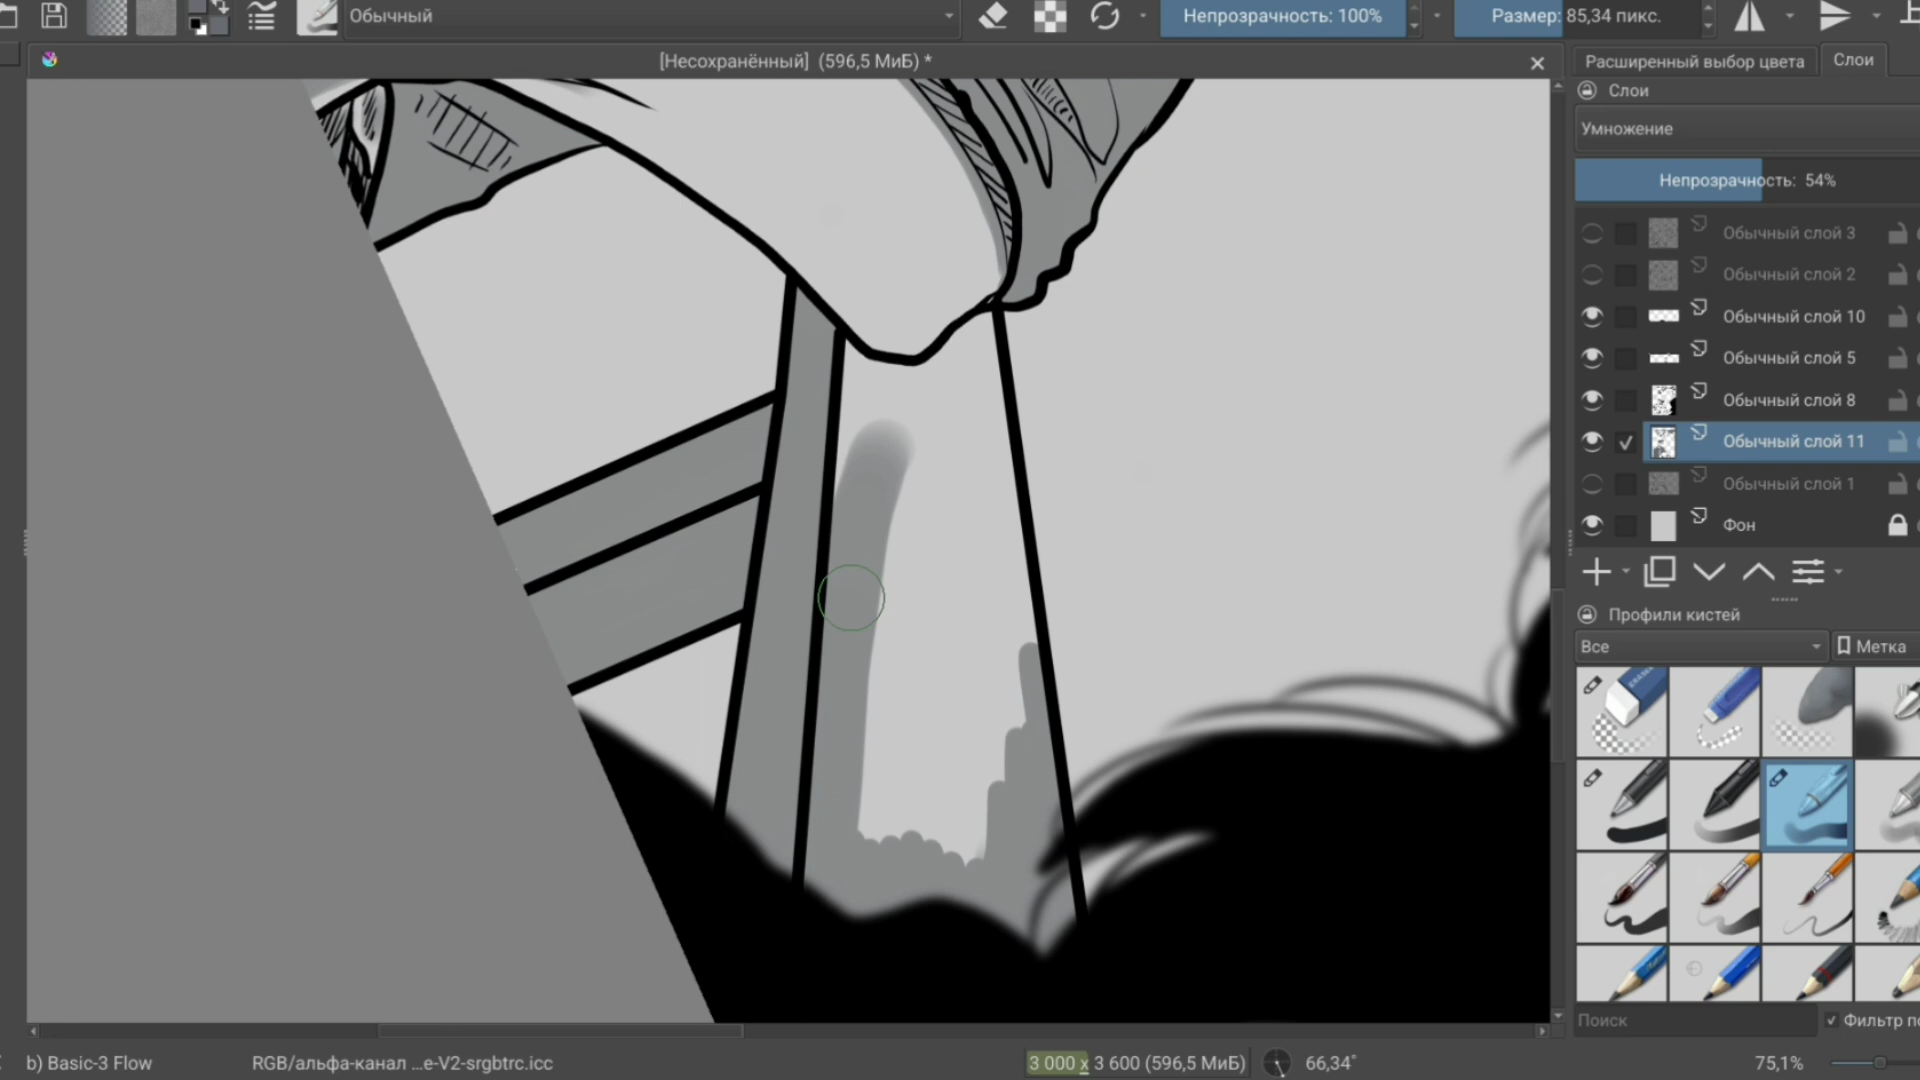 Обычный
Непрозрачность: 100%
Размер: 85,34 пикс.
[Несохранённый] (596,5 МиБ) *
Расширенный выбор цвета
Слои
Слои
Умножение
Непрозрачность: 54%
Обычный слой 3
Обычный слой 2
Обычный слой 10
Обычный слой 5
Обычный слой 8
Обычный слой 11
Обычный слой 1
Фон
Профили кистей
Все
Метка
Поиск
Фильтр по
b) Basic-3 Flow
RGB/альфа-канал ...e-V2-srgbtrc.icc
3 000 x 3 600 (596,5 МиБ)
66,34°
75,1%